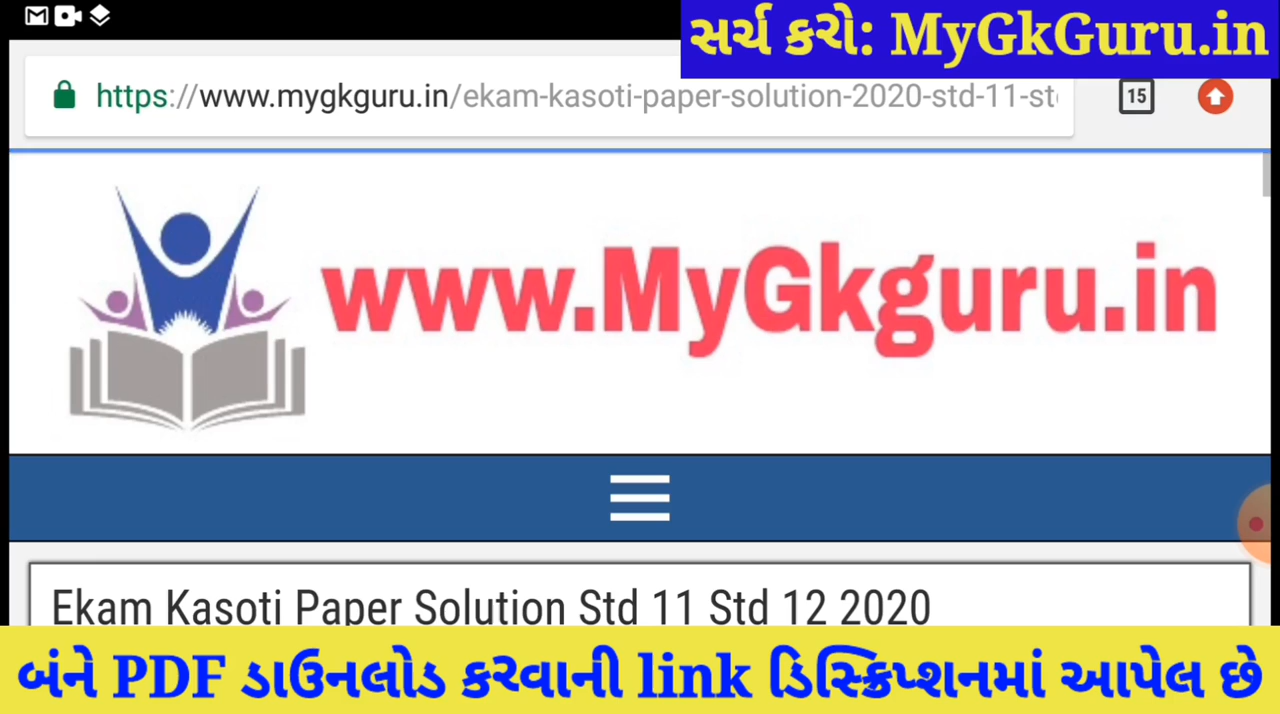 સર્ચ કરો: MyGkGuru.in
https://www.mygkguru.in/ekam-kasoti-paper-solution-2020-std-11-st
15
www.MyGkguru.in
Ekam Kasoti Paper Solution Std 11 Std 12 2020
બંને PDF ડાઉનલોડ કરવાની link ડિસ્ક્રિપ્શનમાં આપેલ છે